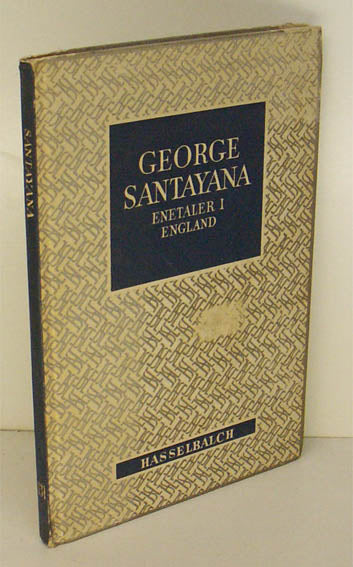 SANTAYANA
GEORGE
SANTAYANA
ENETALER I
ENGLAND
HASSELBALCH